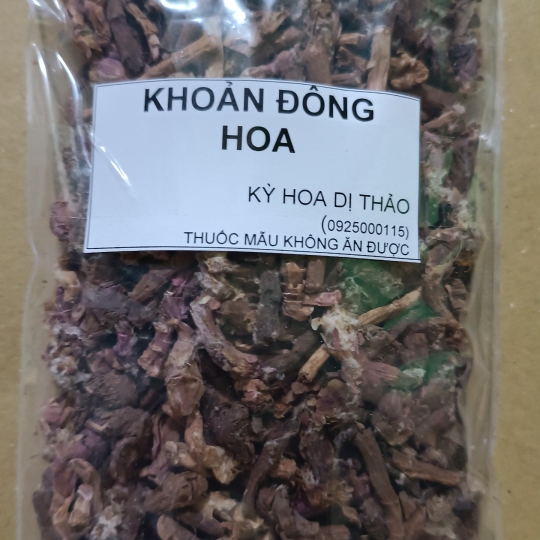 KHOẢN ĐÔNG
HOA
KỲ HOA DỊ THẢO
(0925000115)
THUỐC MẪU KHÔNG ĂN ĐƯỢC